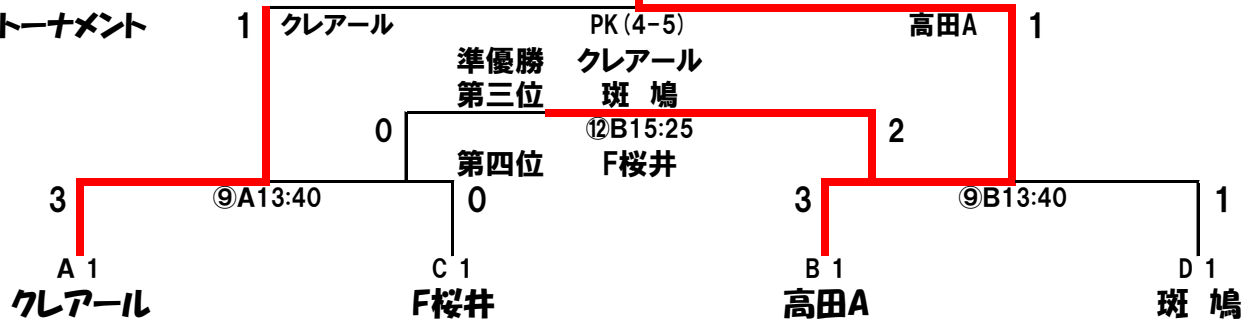 トーナメント 1 クレアール PK(4-5) 高田A 1
準優勝 クレアール
第三位 斑 鳩
0 ⑫B15:25 2
第四位 F桜井
3 ⑨A13:40 0 3 ⑨B13:40 1
A 1 C 1 B 1 D 1
クレアール F桜井 高田A 斑 鳩